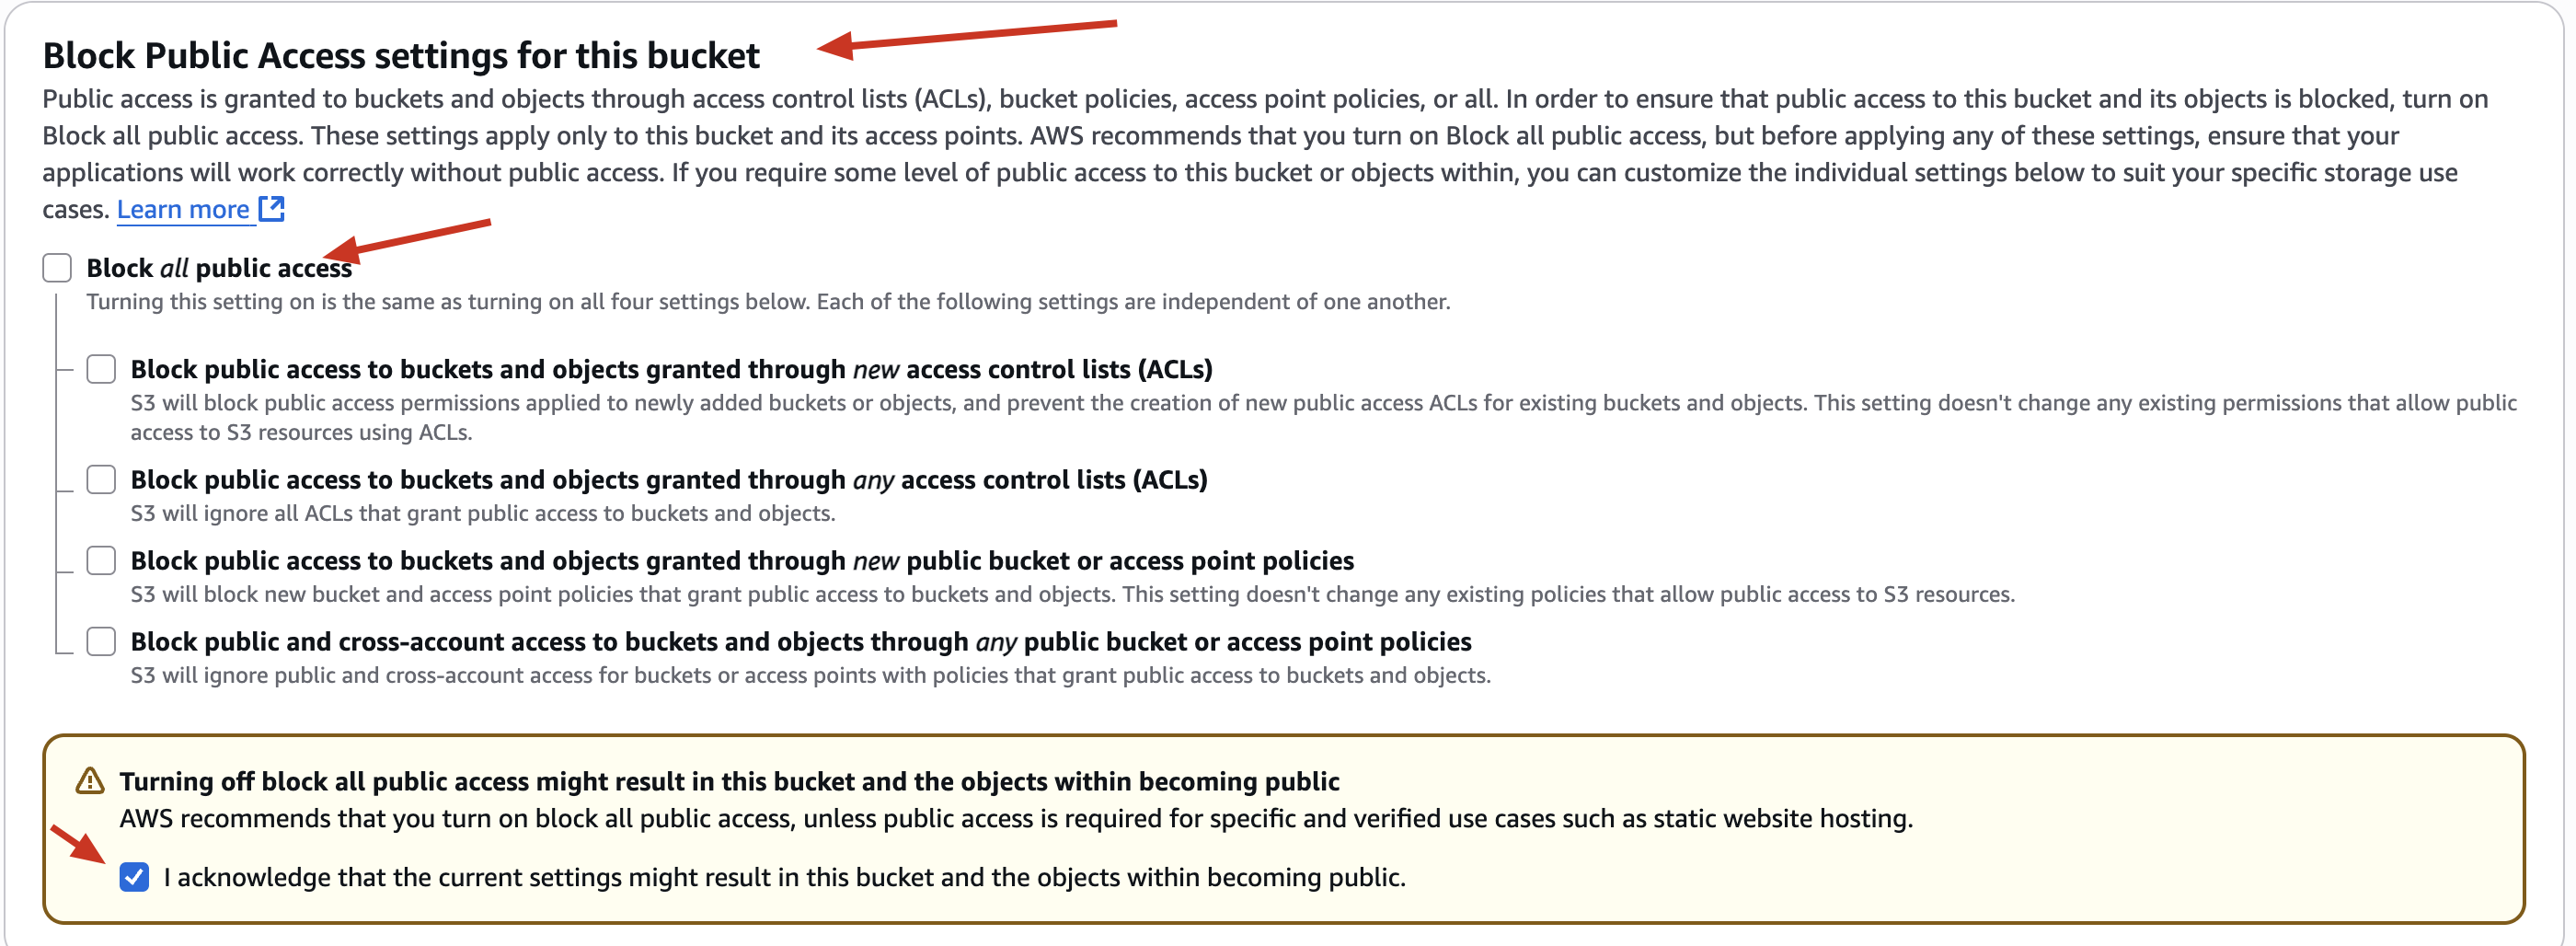 Block Public Access settings for this bucket
Public access is granted to buckets and objects through access control lists (ACLs), bucket policies, access point policies, or all. In order to ensure that public access to this bucket and its objects is blocked, turn on
Block all public access. These settings apply only to this bucket and its access points. AWS recommends that you turn on Block all public access, but before applying any of these settings, ensure that your
applications will work correctly without public access. If you require some level of public access to this bucket or objects within, you can customize the individual settings below to suit your specific storage use
cases. Learn more
Block all public access
Turning this setting on is the same as turning on all four settings below. Each of the following settings are independent of one another.
Block public access to buckets and objects granted through new access control lists (ACLs)
S3 will block public access permissions applied to newly added buckets or objects, and prevent the creation of new public access ACLs for existing buckets and objects. This setting doesn't change any existing permissions that allow public
access to S3 resources using ACLs.
Block public access to buckets and objects granted through any access control lists (ACLs)
S3 will ignore all ACLs that grant public access to buckets and objects.
Block public access to buckets and objects granted through new public bucket or access point policies
S3 will block new bucket and access point policies that grant public access to buckets and objects. This setting doesn't change any existing policies that allow public access to S3 resources.
Block public and cross-account access to buckets and objects through any public bucket or access point policies
S3 will ignore public and cross-account access for buckets or access points with policies that grant public access to buckets and objects.
Turning off block all public access might result in this bucket and the objects within becoming public
AWS recommends that you turn on block all public access, unless public access is required for specific and verified use cases such as static website hosting.
I acknowledge that the current settings might result in this bucket and the objects within becoming public.